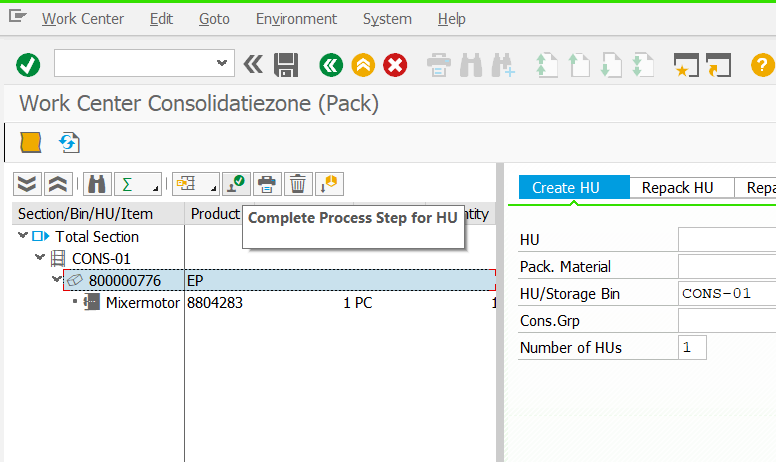 Work Center Edit Goto Environment System Help
Work Center Consolidatiezone (Pack)
Create HU Repack HU Repa
Section/Bin/HU/Item Product ntity
Complete Process Step for HU
Total Section
CONS-01
800000776 EP
Mixermotor 8804283 1 PC 1
HU
Pack. Material
HU/Storage Bin CONS-01
Cons.Grp
Number of HUs 1